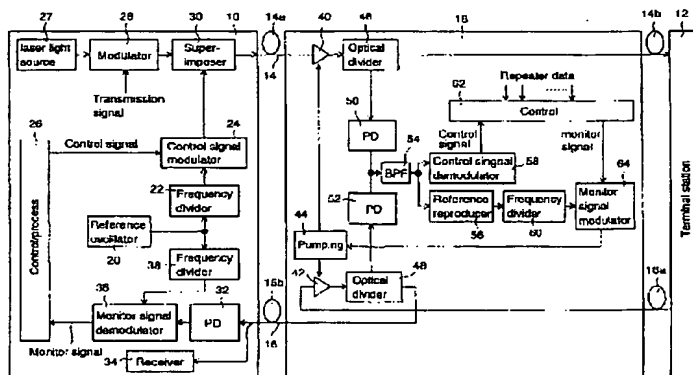 27
28
30
10
14a
40
46
18
14b
12
laser light
source
Modulator
Super-
imposer
Optical
divider
14
Transmission
signal
26
24
Control signal
Control signal
modulator
22
Frequency
divider
Reference
oscillator
20
38
Frequency
divider
36
32
Monitor signal
demodulator
PD
Monitor signal
34
Receiver
Control/process
16
50
PD
54
BPF
52
PD
44
Pump.ng
42
Optical
divider
48
62
Repeater data
Control
Control
signal
monitor
signal
Control singnal
demodulator
58
64
Reference
reproducer
56
Frequency
divider
60
Monitor
signal
modulator
16a
Terminal station